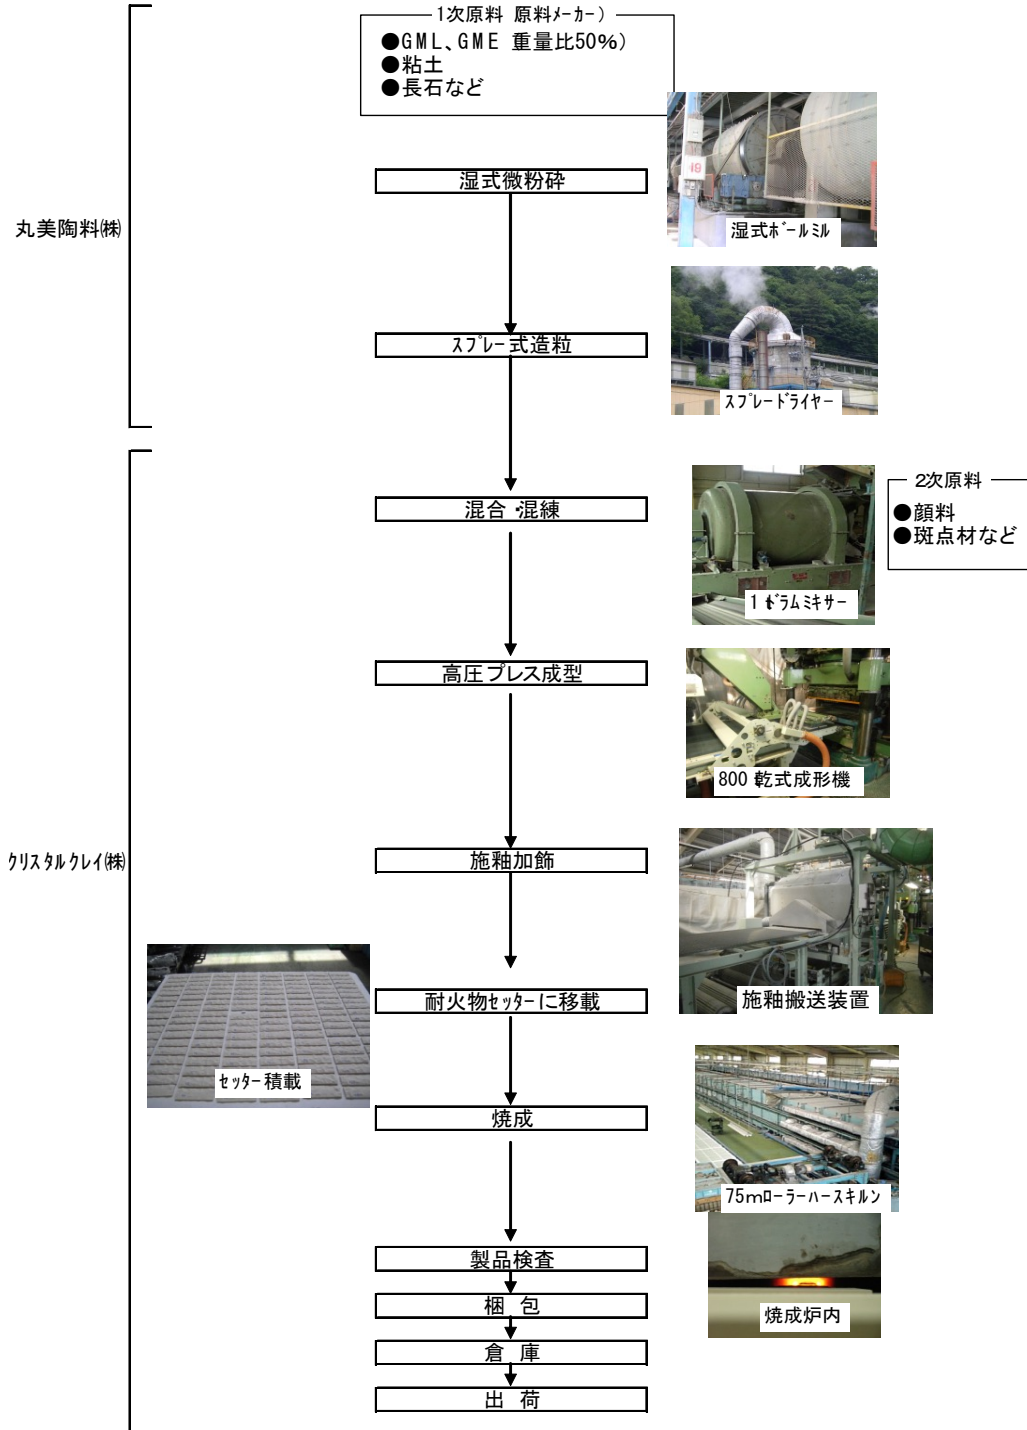 1次原料 原料ﾒｰｶｰ）
●GML、GME 重量比50%）
●粘土
●長石など
湿式微粉砕
19
湿式ﾎﾞｰﾙﾐﾙ
丸美陶料㈱
ｽﾌﾟﾚｰ式造粒
ｽﾌﾟﾚｰﾄﾞﾗｲﾔｰ
2次原料
●顔料
●斑点材など
混合・混練
ﾄﾞﾗﾑﾐｷｻｰ
高圧プレス成型
乾式成形機
施釉加飾
ｸﾘｽﾀﾙｸﾚｲ㈱
施釉搬送装置
耐火物ｾｯﾀｰに移載
ｾｯﾀｰ積載
焼成
75mﾛｰﾗｰﾊｰｽｷﾙﾝ
製品検査
梱 包
焼成炉内
倉 庫
出 荷